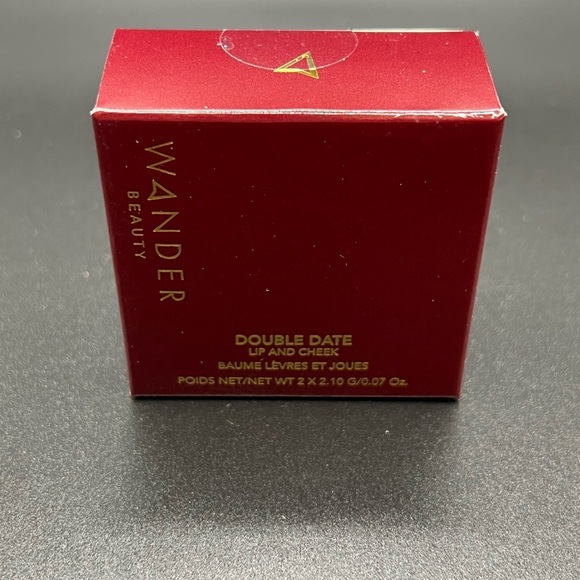 WANDER
BEAUTY
DOUBLE DATE
LIP AND CHEEK
BAUME LÈVRES ET JOUES
POIDS NET/NET WT 2 X 2.10 G/0.07 Oz.